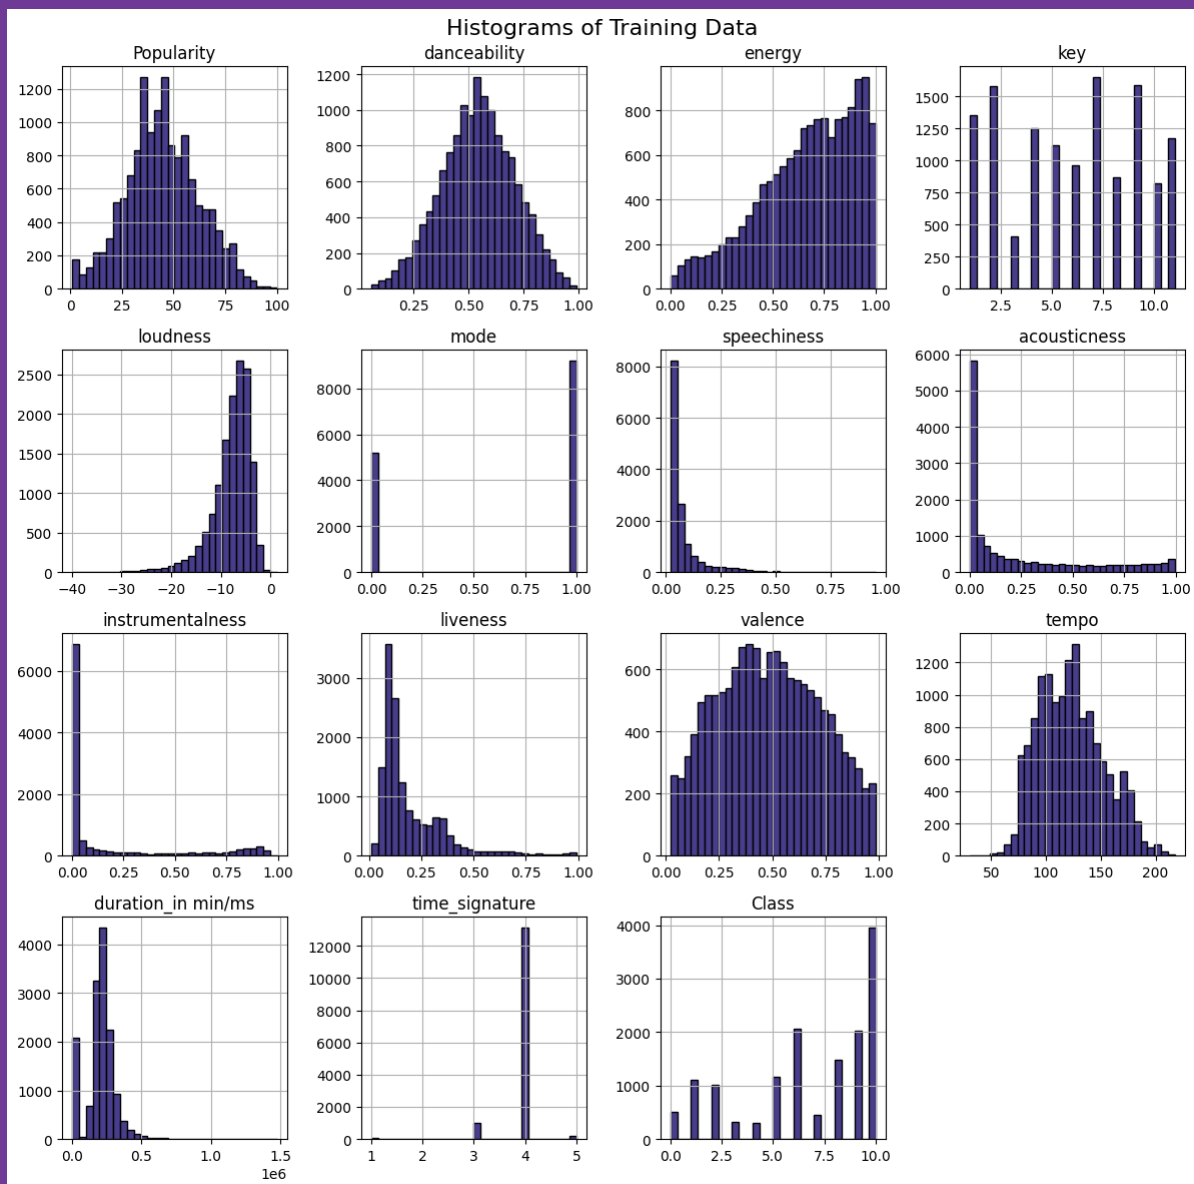 Histograms of Training Data
Popularity
1200
1000
800
600
400
200
0
0 25 50 75 100
danceability
1200
1000
800
600
400
200
0
0.25 0.50 0.75 1.00
energy
800
600
400
200
0
0.00 0.25 0.50 0.75 1.00
key
1500
1250
1000
750
500
250
0
2.5 5.0 7.5 10.0
loudness
2500
2000
1500
1000
500
0
−40 −30 −20 −10 0
mode
8000
6000
4000
2000
0
0.00 0.25 0.50 0.75 1.00
speechiness
8000
6000
4000
2000
0
0.00 0.25 0.50 0.75 1.00
acousticness
6000
5000
4000
3000
2000
1000
0
0.00 0.25 0.50 0.75 1.00
instrumentalness
6000
4000
2000
0
0.00 0.25 0.50 0.75 1.00
liveness
3000
2000
1000
0
0.00 0.25 0.50 0.75 1.00
valence
600
400
200
0
0.00 0.25 0.50 0.75 1.00
tempo
1200
1000
800
600
400
200
0
50 100 150 200
duration_in min/ms
4000
3000
2000
1000
0
0.0 0.5 1.0 1.5
1e6
time_signature
12000
10000
8000
6000
4000
2000
0
1 2 3 4 5
Class
4000
3000
2000
1000
0
0.0 2.5 5.0 7.5 10.0